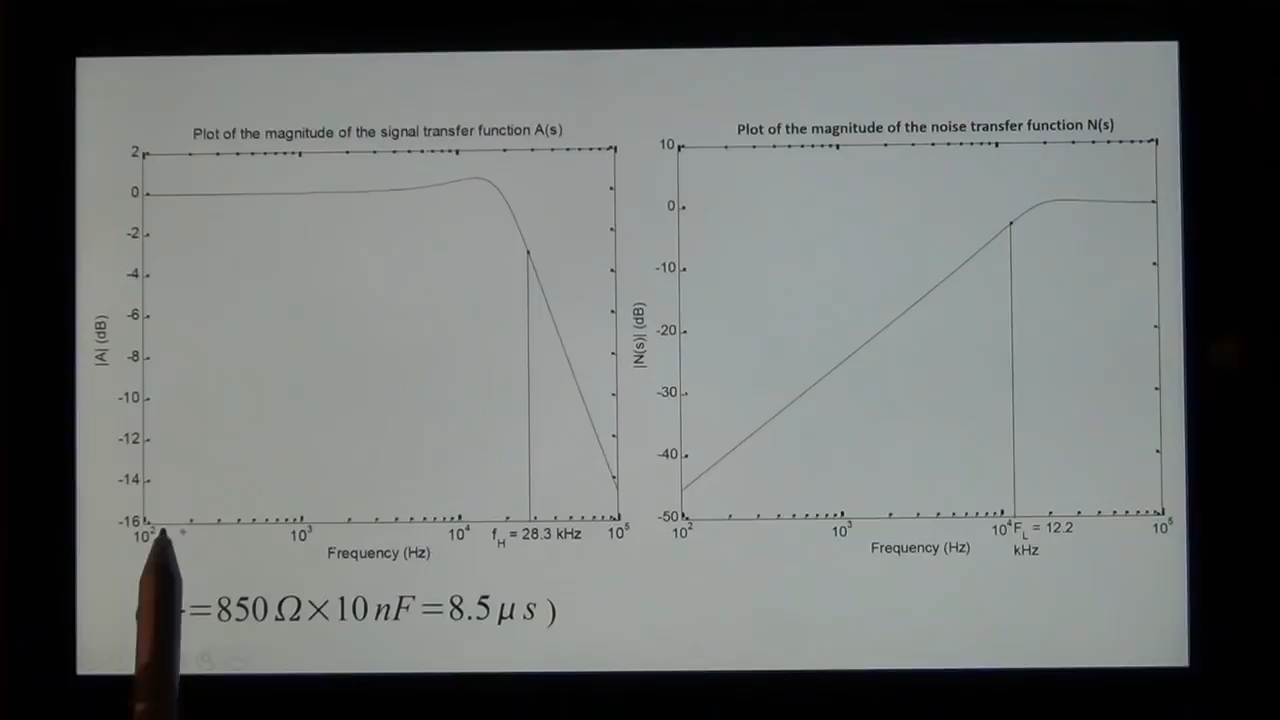 Plot of the magnitude of the signal transfer function A(s)
2
0
-2
-4
-6
-8
-10
-12
-14
-16
|A| (dB)
10² 10³ 10⁴ f_H = 28.3 kHz 10⁵
Frequency (Hz)
Plot of the magnitude of the noise transfer function N(s)
10
0
-10
-20
-30
-40
-50
|N(s)| (dB)
10² 10³ 10⁴ F_L = 12.2 kHz 10⁵
Frequency (Hz)
=850 Ω×10 nF=8.5 μ s )